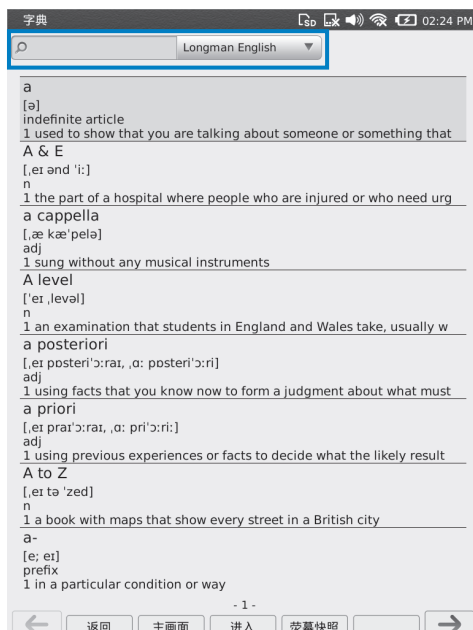 字典 SD 02:24 PM
Longman English
a
[ə]
indefinite article
1 used to show that you are talking about someone or something that
A & E
[ˌeɪ ənd ˈiː]
n
1 the part of a hospital where people who are injured or who need urg
a cappella
[ˌæ kæˈpelə]
adj
1 sung without any musical instruments
A level
[ˈeɪ ˌlevəl]
n
1 an examination that students in England and Wales take, usually w
a posteriori
[ˌeɪ pɒsteriˈɔːraɪ, ˌɑː pɒsteriˈɔːri]
adj
1 using facts that you know now to form a judgment about what must
a priori
[ˌeɪ praɪˈɔːraɪ, ˌɑː priˈɔːriː]
adj
1 using previous experiences or facts to decide what the likely result
A to Z
[ˌeɪ tə ˈzed]
n
1 a book with maps that show every street in a British city
a-
[e; eɪ]
prefix
1 in a particular condition or way
- 1 -
返回 主画面 进入 荧幕快照